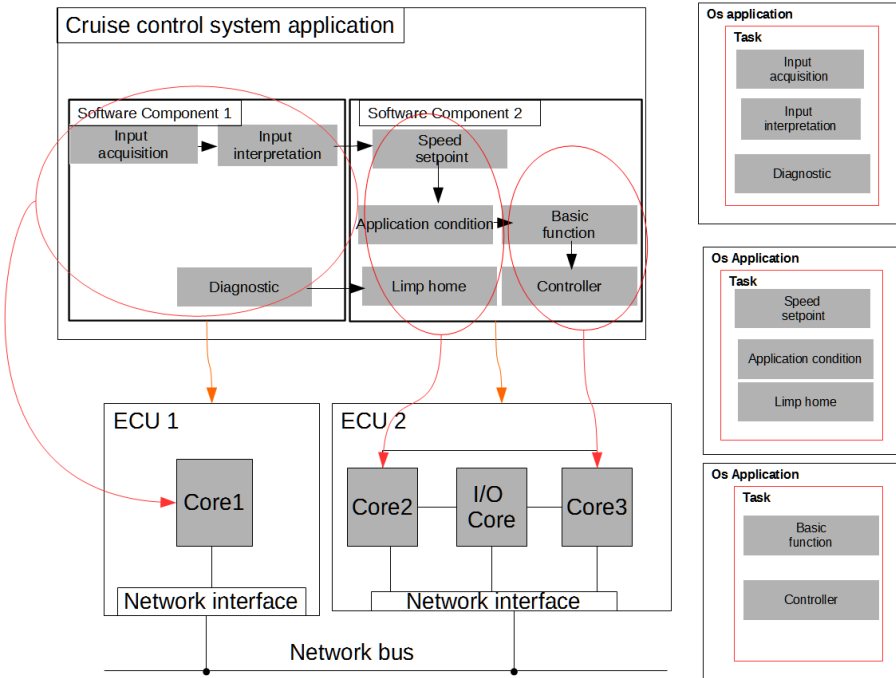 Cruise control system application
Software Component 1
Software Component 2
Input
acquisition
Input
interpretation
Speed
setpoint
Application condition
Basic
function
Diagnostic
Limp home
Controller
ECU 1
ECU 2
Core1
Core2
I/O
Core
Core3
Network interface
Network interface
Network bus
Os application
Task
Input
acquisition
Input
interpretation
Diagnostic
Os Application
Task
Speed
setpoint
Application condition
Limp home
Os Application
Task
Basic
function
Controller